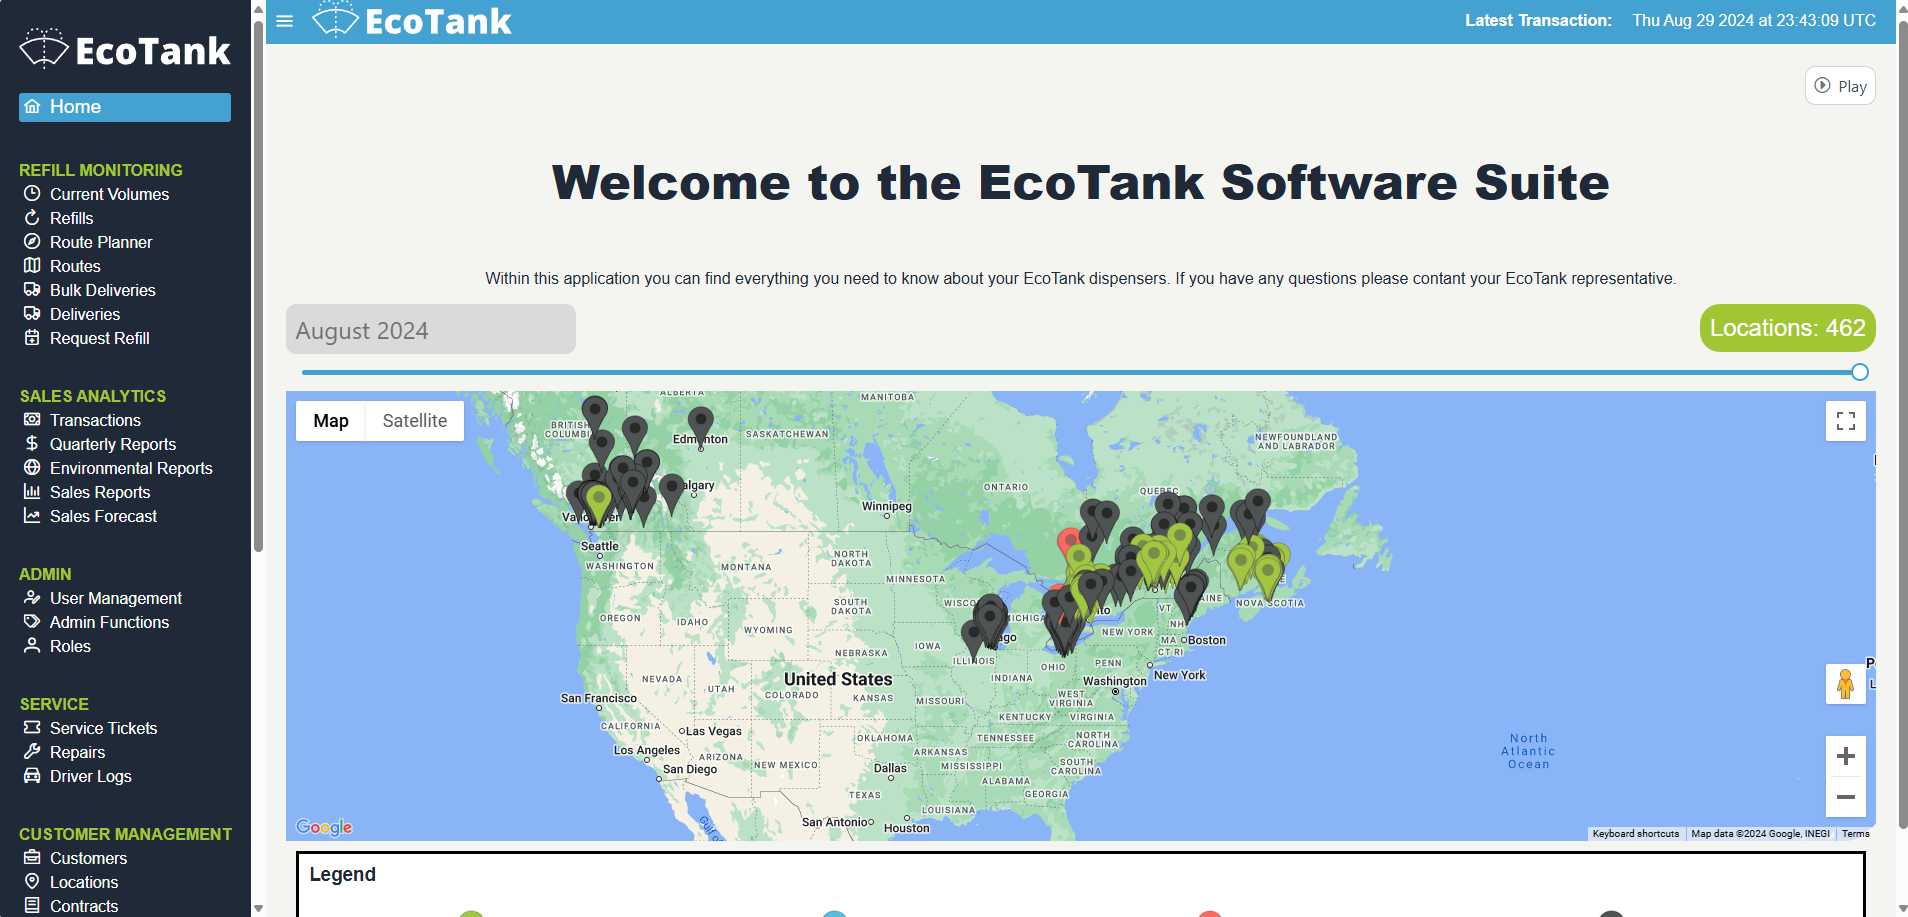 EcoTank
Home
REFILL MONITORING
Current Volumes
Refills
Route Planner
Routes
Bulk Deliveries
Deliveries
Request Refill
SALES ANALYTICS
Transactions
Quarterly Reports
Environmental Reports
Sales Reports
Sales Forecast
ADMIN
User Management
Admin Functions
Roles
SERVICE
Service Tickets
Repairs
Driver Logs
CUSTOMER MANAGEMENT
Customers
Locations
Contracts
EcoTank
Latest Transaction: Thu Aug 29 2024 at 23:43:09 UTC
Play
Welcome to the EcoTank Software Suite
Within this application you can find everything you need to know about your EcoTank dispensers. If you have any questions please contant your EcoTank representative.
August 2024
Locations: 462
Map Satellite
ALBERTA
MANITOBA
BRITISH
COLUMBI
Edmonton
SASKATCHEWAN
NEWFOUNDLAND
AND LABRADOR
algary
ONTARIO
QUEBEC
Winnipeg
Seattle
WASHINGTON
MONTANA
NORTH
DAKOTA
MINNESOTA
SOUTH
DAKOTA
WISCO
MICHIGA
to
VT.
AINE
NOVA SCOTIA
OREGON
IDAHO
WYOMING
IOWA
ago
NEW YORK
NH
MA
Boston
CT RI
NEBRASKA
ILLINOIS
OHIO
PENN
NEVADA
UTAH
United States
COLORADO
KANSAS
INDIANA
Washington
New York
San Francisco
MISSOURI
WEST
VIRGINIA
KENTUCKY
VIRGINIA
CALIFORNIA
Las Vegas
OKLAHOMA
TENNESSEE
NORTH
CAROLINA
Los Angeles
ARIZONA
NEW MEXICO
ARKANSAS
San Diego
Dallas
MISSISSIPPI
SOUTH
CAROLINA
ALABAMA
TEXAS
GEORGIA
LOUISIANA
San Antonio
Houston
North
Atlantic
Ocean
Google
Keyboard shortcuts
Map data ©2024 Google, INEGI
Terms
Legend